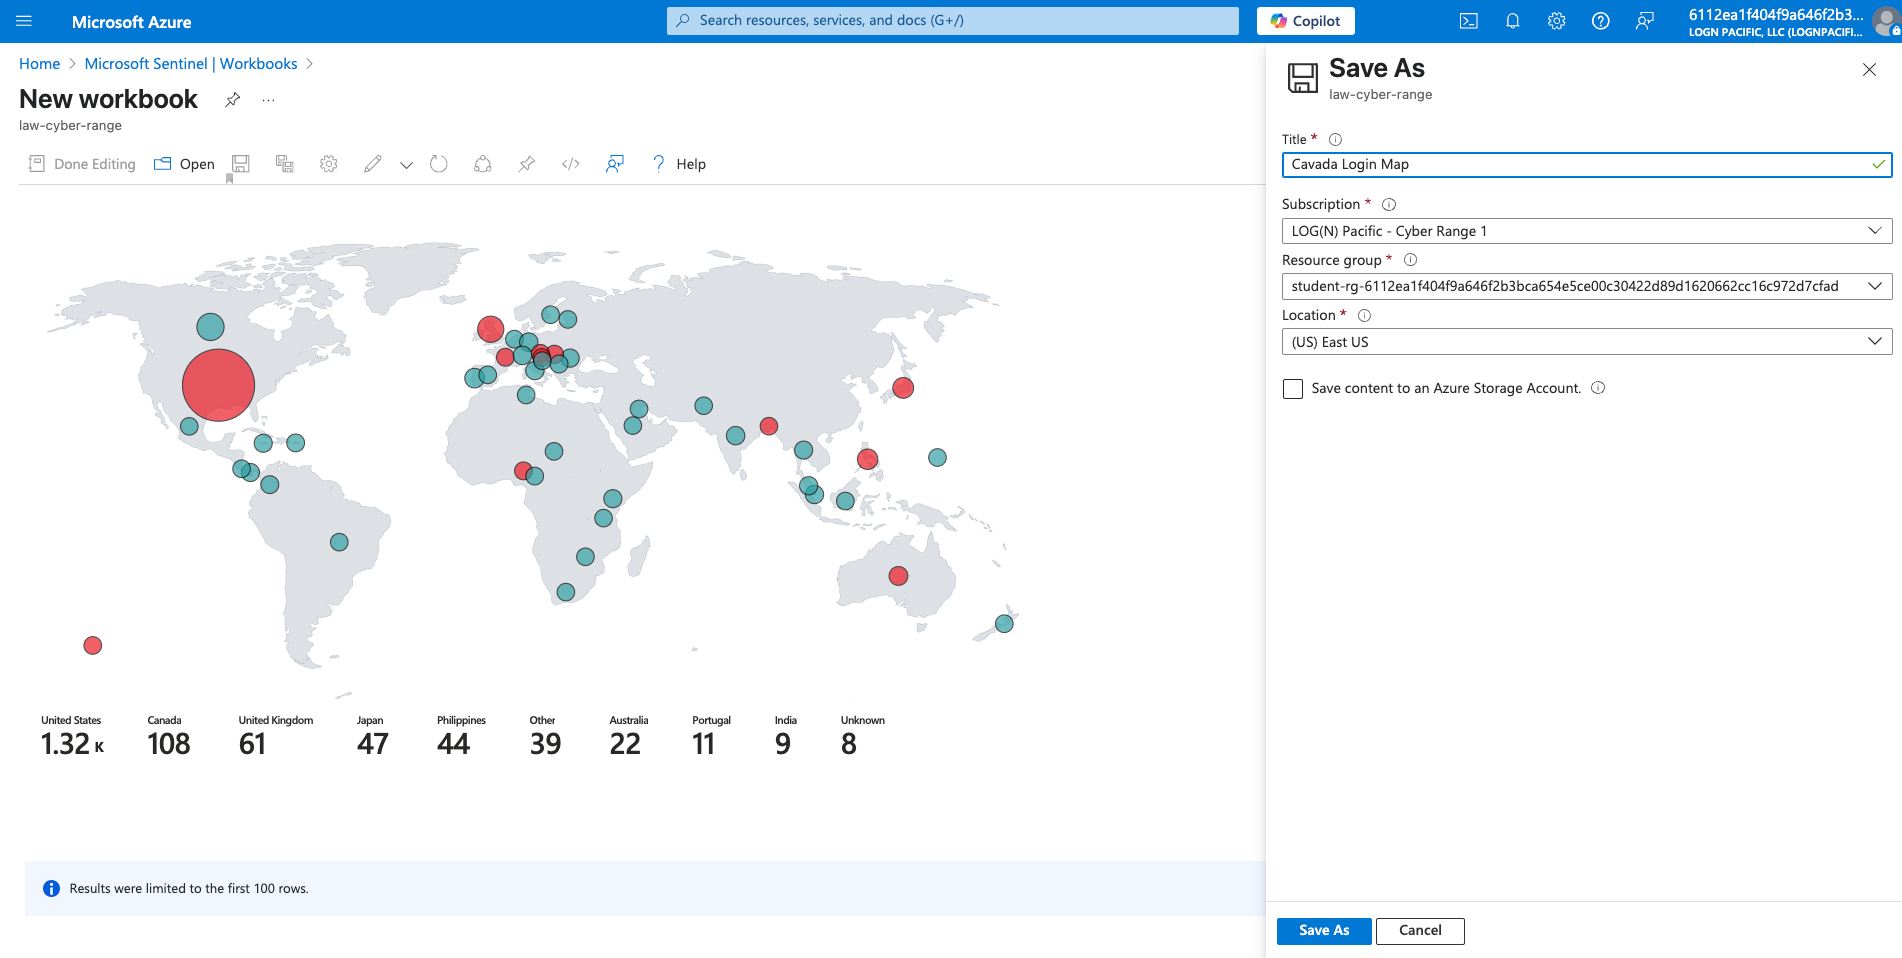 Microsoft Azure
Search resources, services, and docs (G+/)
Copilot
6112ea1f404f9a646f2b3...
LOGN PACIFIC, LLC (LOGNPACIFI...
Home > Microsoft Sentinel | Workbooks >
New workbook
...
law-cyber-range
Done Editing
Open
Help
United States
Canada
United Kingdom
Japan
Philippines
Other
Australia
Portugal
India
Unknown
1.32 K
108
61
47
44
39
22
11
9
8
Results were limited to the first 100 rows.
Save As
law-cyber-range
Title *
Cavada Login Map
Subscription *
LOG(N) Pacific - Cyber Range 1
Resource group *
student-rg-6112ea1f404f9a646f2b3bca654e5ce00c30422d89d1620662cc16c972d7cfad
Location *
(US) East US
Save content to an Azure Storage Account.
Save As
Cancel